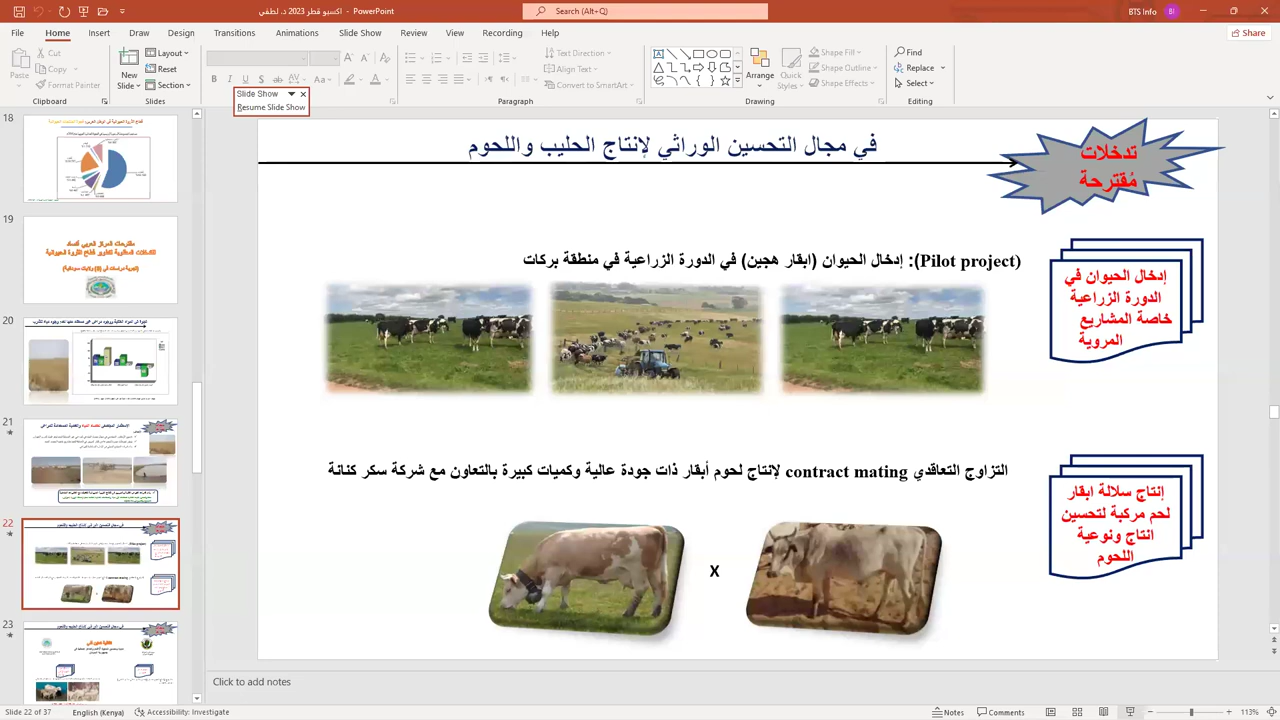 اكسبو قطر 2023 د. لطفي - PowerPoint
Search (Alt+Q)
BTS Info
BI
File Home Insert Draw Design Transitions Animations Slide Show Review View Recording Help
Share
Paste
Cut
Copy
Format Painter
Clipboard
New Slide
Layout
Reset
Section
Slides
Slide Show
Resume Slide Show
Text Direction
Align Text
Convert to SmartArt
Paragraph
Arrange
Quick Styles
Shape Fill
Shape Outline
Shape Effects
Drawing
Find
Replace
Select
Editing
18
19
20
21
22
23
تدخلات
مُقترحة
في مجال التحسين الوراثي لإنتاج الحليب واللحوم
(Pilot project): إدخال الحيوان (ابقار هجين) في الدورة الزراعية في منطقة بركات
إدخال الحيوان في
الدورة الزراعية
خاصة المشاريع
المروية
التزاوج التعاقدي contract mating لإنتاج لحوم أبقار ذات جودة عالية وكميات كبيرة بالتعاون مع شركة سكر كنانة
إنتاج سلالة ابقار
لحم مركبة لتحسين
انتاج ونوعية
اللحوم
X
Click to add notes
Slide 22 of 37
English (Kenya)
Accessibility: Investigate
Notes
Comments
113%